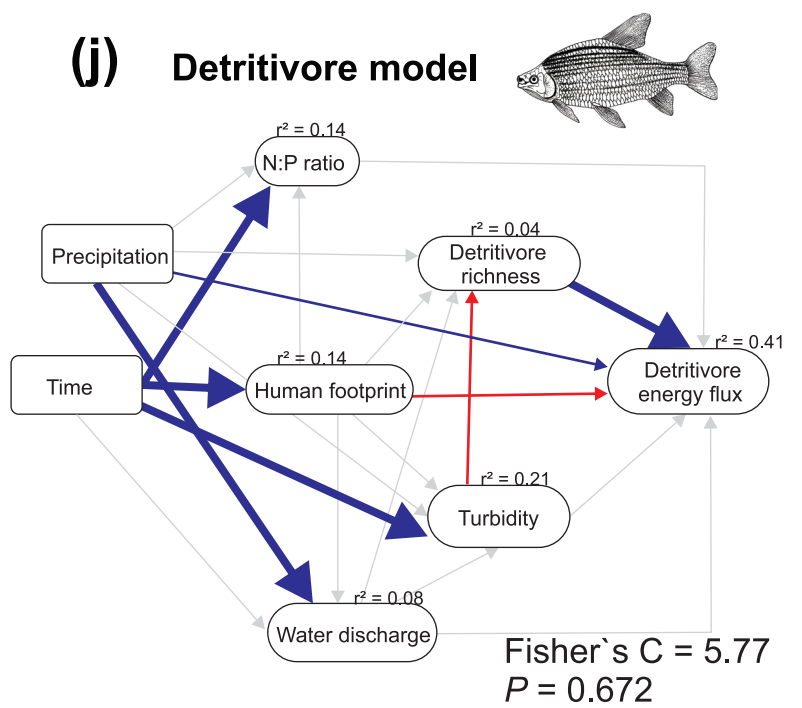 (j) Detritivore model
r² = 0.14
N:P ratio
Precipitation
r² = 0.04
Detritivore
richness
r² = 0.41
Detritivore
energy flux
Time
r² = 0.14
Human footprint
r² = 0.21
Turbidity
r² = 0.08
Water discharge
Fisher`s C = 5.77
P = 0.672